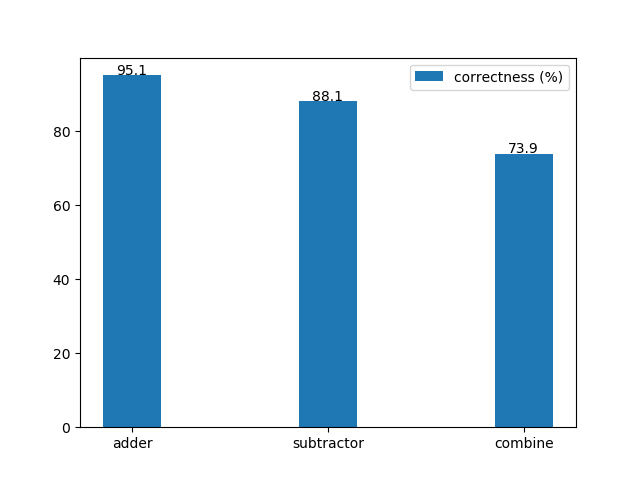 95.1
correctness (%)
88.1
80
73.9
60
40
20
0
adder
subtractor
combine